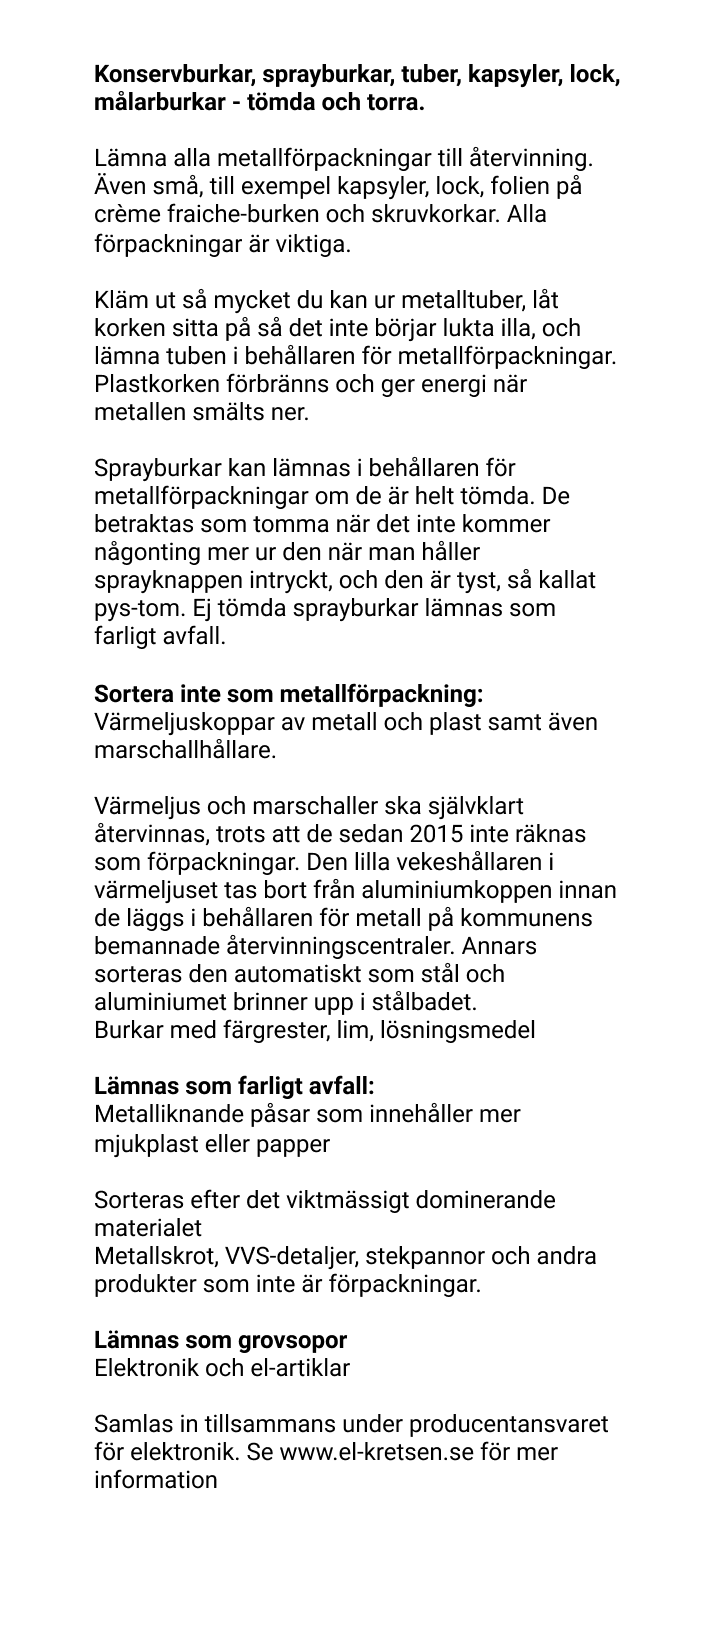 Konservburkar, sprayburkar, tuber, kapsyler, lock,
målarburkar - tömda och torra.
Lämna alla metallförpackningar till återvinning.
Även små, till exempel kapsyler, lock, folien på
crème fraiche-burken och skruvkorkar. Alla
förpackningar är viktiga.
Kläm ut så mycket du kan ur metalltuber, låt
korken sitta på så det inte börjar lukta illa, och
lämna tuben i behållaren för metallförpackningar.
Plastkorken förbränns och ger energi när
metallen smälts ner.
Sprayburkar kan lämnas i behållaren för
metallförpackningar om de är helt tömda. De
betraktas som tomma när det inte kommer
någonting mer ur den när man håller
sprayknappen intryckt, och den är tyst, så kallat
pys-tom. Ej tömda sprayburkar lämnas som
farligt avfall.
Sortera inte som metallförpackning:
Värmeljuskoppar av metall och plast samt även
marschallhållare.
Värmeljus och marschaller ska självklart
återvinnas, trots att de sedan 2015 inte räknas
som förpackningar. Den lilla vekeshållaren i
värmeljuset tas bort från aluminiumkoppen innan
de läggs i behållaren för metall på kommunens
bemannade återvinningscentraler. Annars
sorteras den automatiskt som stål och
aluminiumet brinner upp i stålbadet.
Burkar med färgrester, lim, lösningsmedel
Lämnas som farligt avfall:
Metalliknande påsar som innehåller mer
mjukplast eller papper
Sorteras efter det viktmässigt dominerande
materialet
Metallskrot, VVS-detaljer, stekpannor och andra
produkter som inte är förpackningar.
Lämnas som grovsopor
Elektronik och el-artiklar
Samlas in tillsammans under producentansvaret
för elektronik. Se www.el-kretsen.se för mer
information